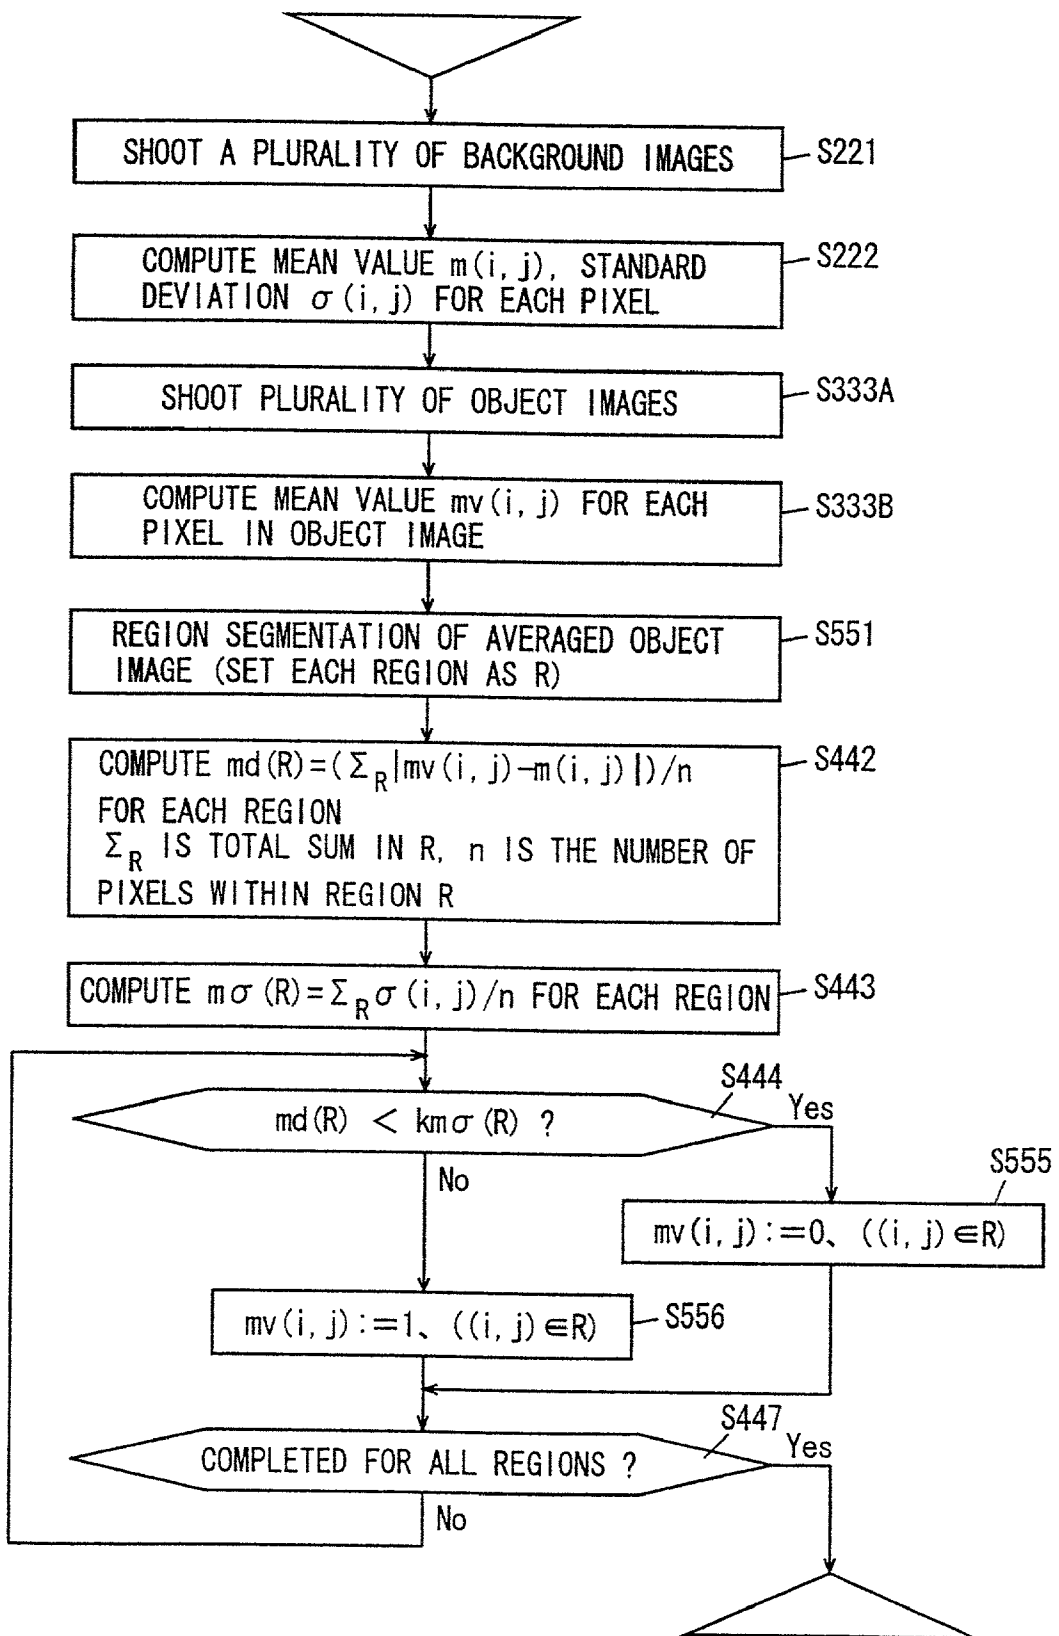 SHOOT A PLURALITY OF BACKGROUND IMAGES
S221
COMPUTE MEAN VALUE m(i,j), STANDARD
DEVIATION σ(i,j) FOR EACH PIXEL
S222
SHOOT PLURALITY OF OBJECT IMAGES
S333A
COMPUTE MEAN VALUE mv(i,j) FOR EACH
PIXEL IN OBJECT IMAGE
S333B
REGION SEGMENTATION OF AVERAGED OBJECT
IMAGE (SET EACH REGION AS R)
S551
COMPUTE md(R)=(Σ_R|mv(i,j)-m(i,j)|)/n
FOR EACH REGION
Σ_R IS TOTAL SUM IN R, n IS THE NUMBER OF
PIXELS WITHIN REGION R
S442
COMPUTE mσ(R)=Σ_Rσ(i,j)/n FOR EACH REGION
S443
S444
md(R) < kmσ(R) ?
Yes
No
S555
mv(i,j):=0、((i,j)∈R)
mv(i,j):=1、((i,j)∈R)
S556
S447
COMPLETED FOR ALL REGIONS ?
Yes
No